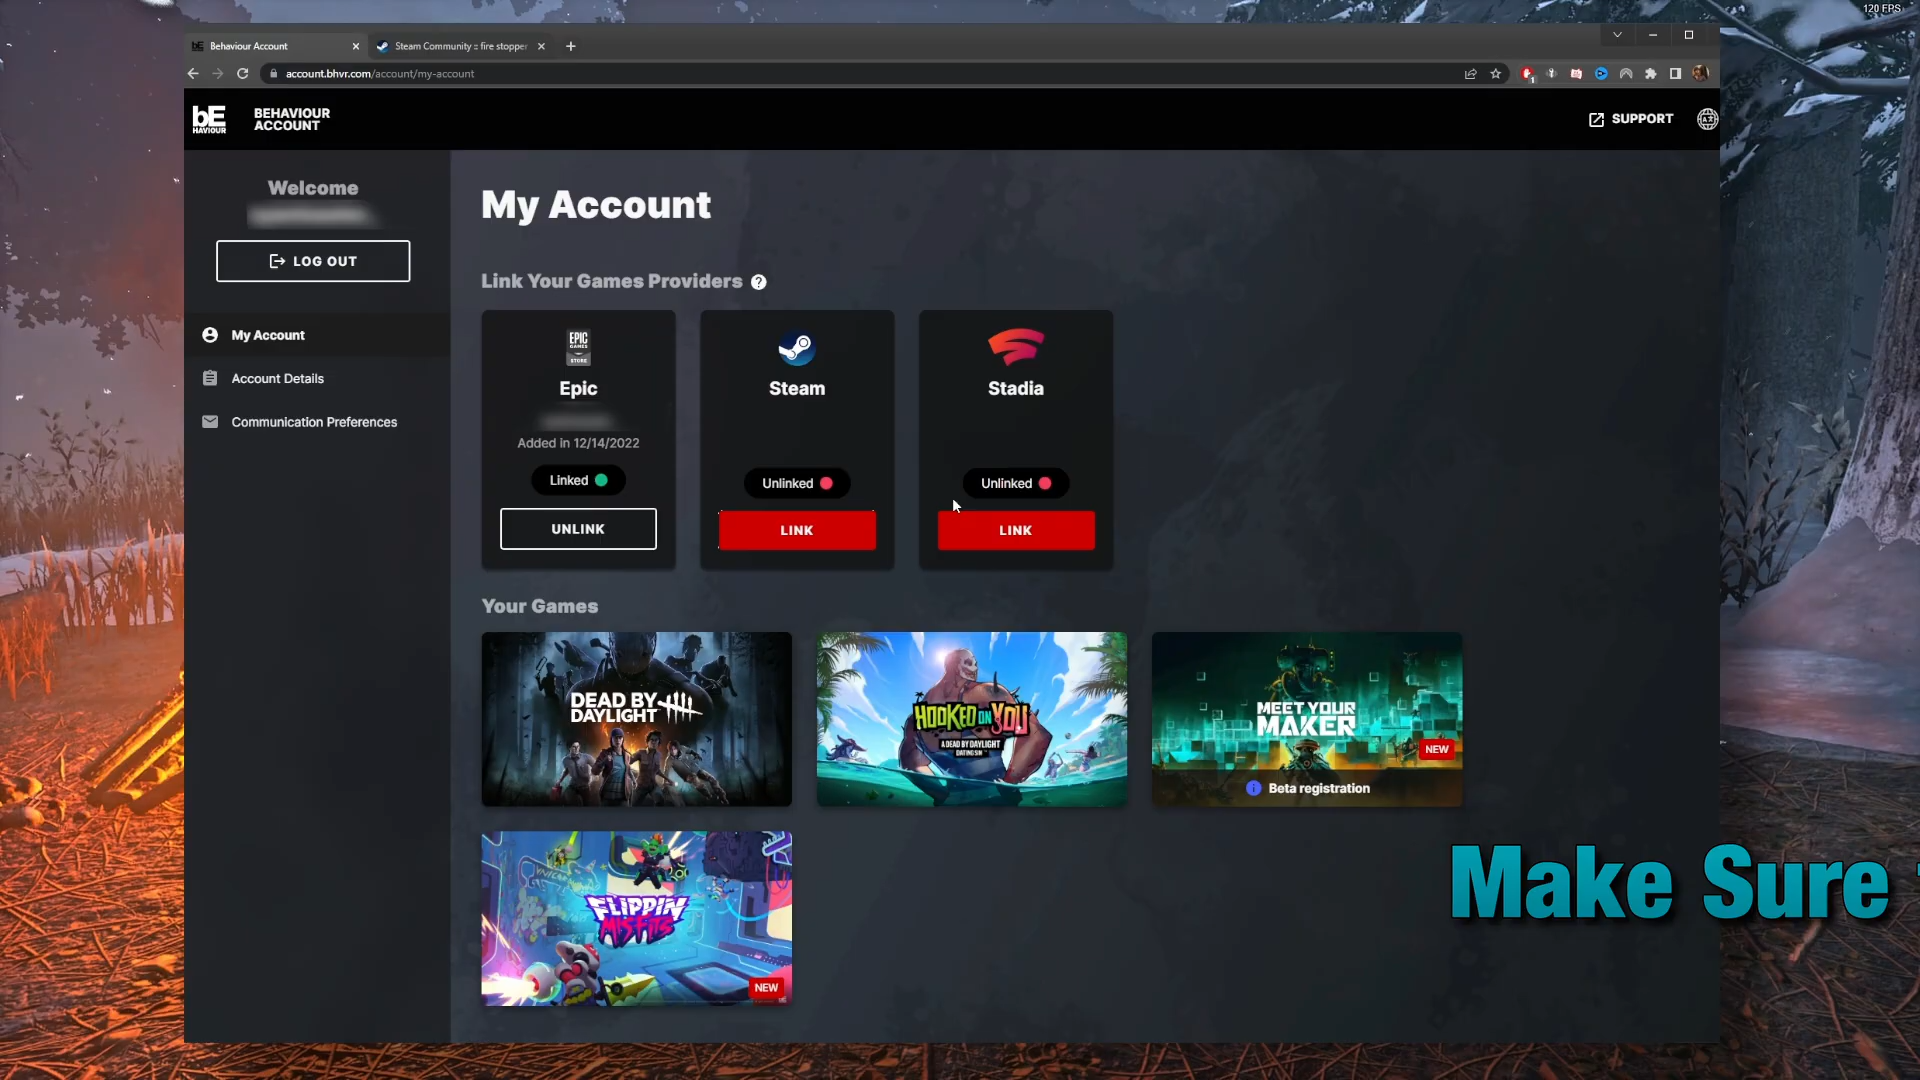 120 FPS
Behaviour Account
Steam Community :: fire stopper
account.bhvr.com/account/my-account
bE
HAVIOUR
BEHAVIOUR
ACCOUNT
SUPPORT
Welcome
LOG OUT
My Account
Account Details
Communication Preferences
My Account
Link Your Games Providers ?
EPIC
GAMES
STORE
Epic
Added in 12/14/2022
Linked
UNLINK
Steam
Unlinked
LINK
Stadia
Unlinked
LINK
Your Games
DEAD BY
DAYLIGHT
HOOKED ON YOU
A DEAD BY DAYLIGHT
DATING SIM™
MEET YOUR
MAKER
NEW
Beta registration
FLIPPIN
MISFITS
NEW
Make Sure